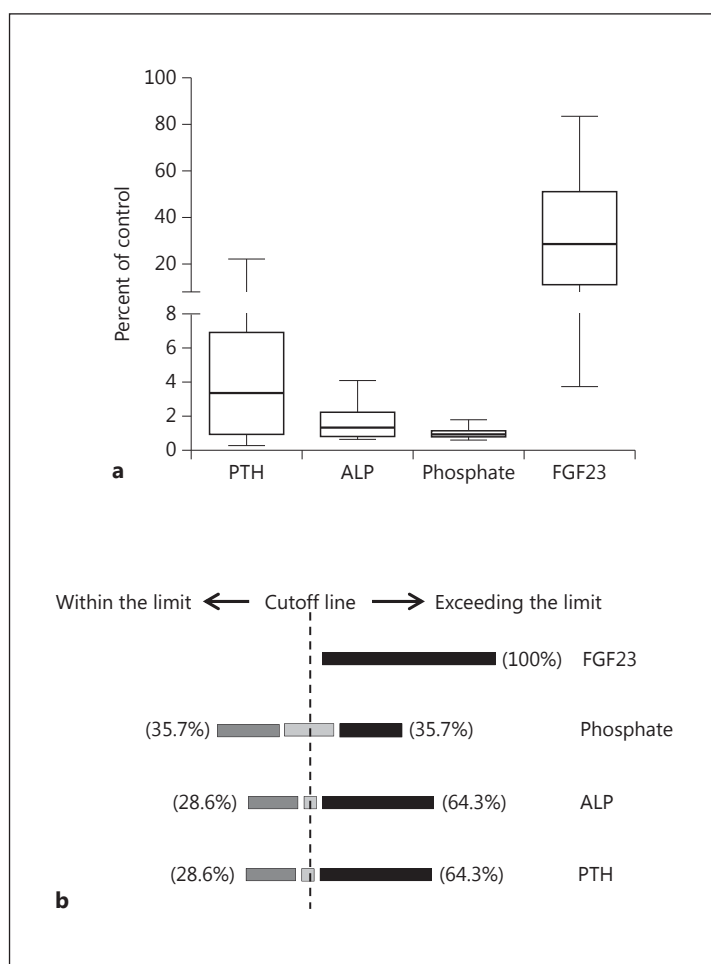 100
80
60
40
20
8
6
4
2
0
Percent of control
PTH ALP Phosphate FGF23
a
Within the limit Cutoff line Exceeding the limit
(100%) FGF23
(35.7%) (35.7%) Phosphate
(28.6%) (64.3%) ALP
(28.6%) (64.3%) PTH
b